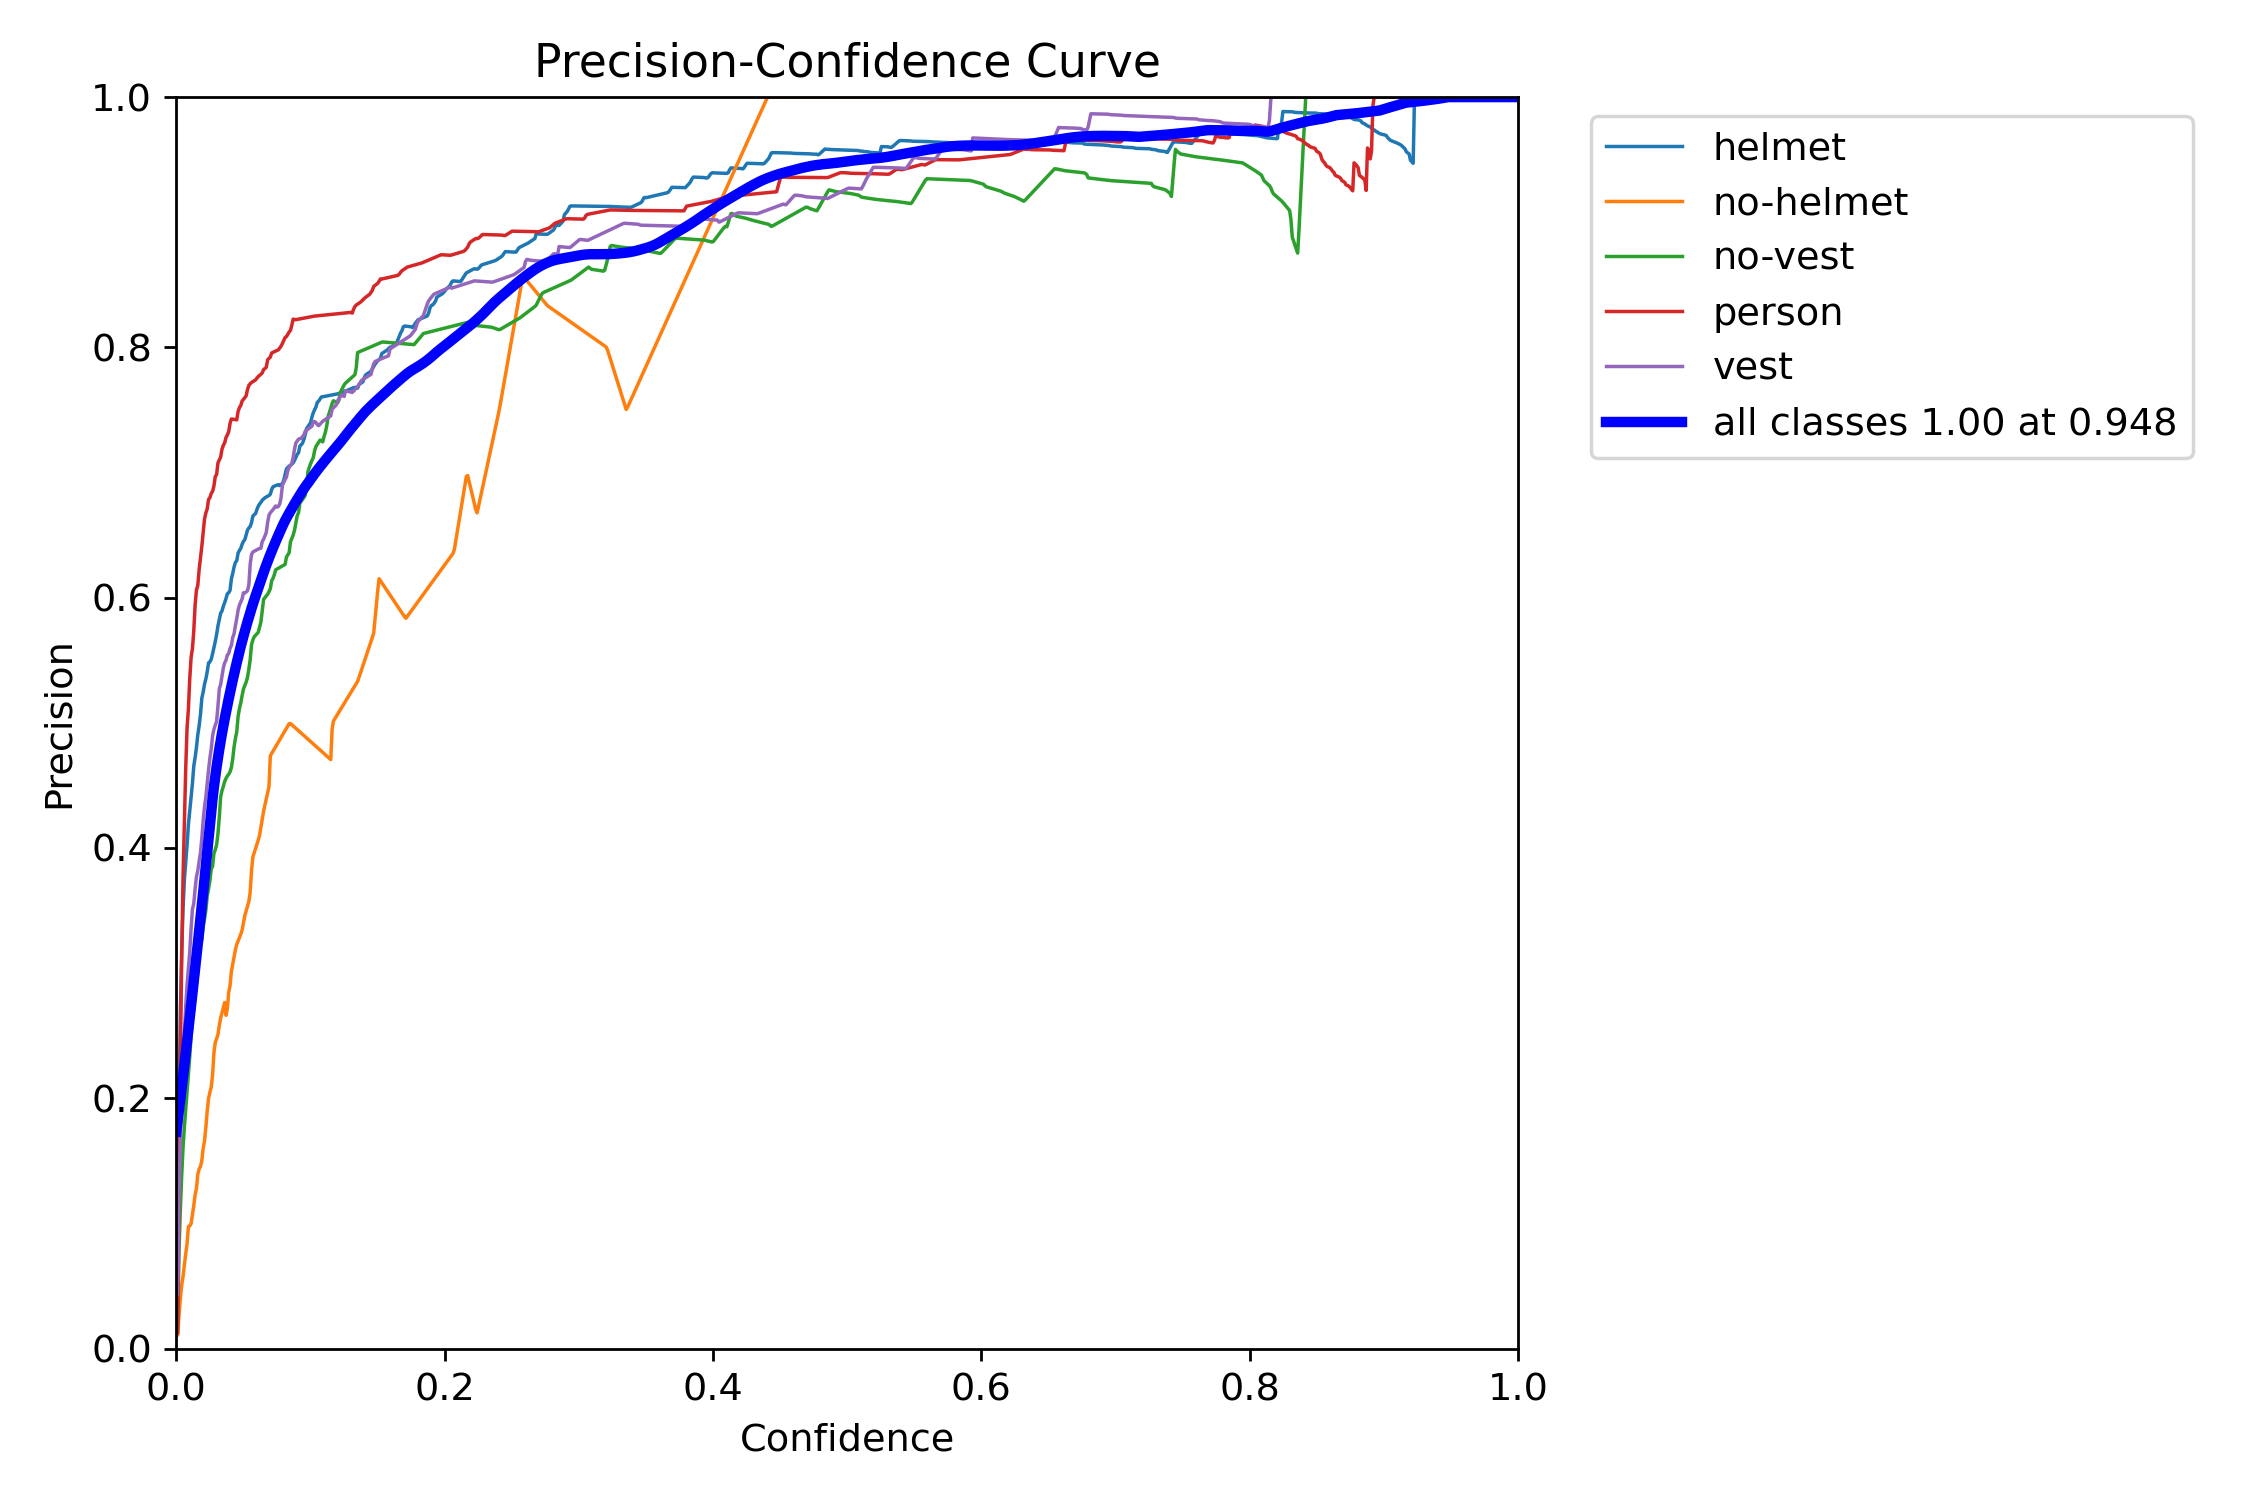 Precision-Confidence Curve
1.0
0.8
0.6
0.4
0.2
0.0
Precision
0.0 0.2 0.4 0.6 0.8 1.0
Confidence
helmet
no-helmet
no-vest
person
vest
all classes 1.00 at 0.948